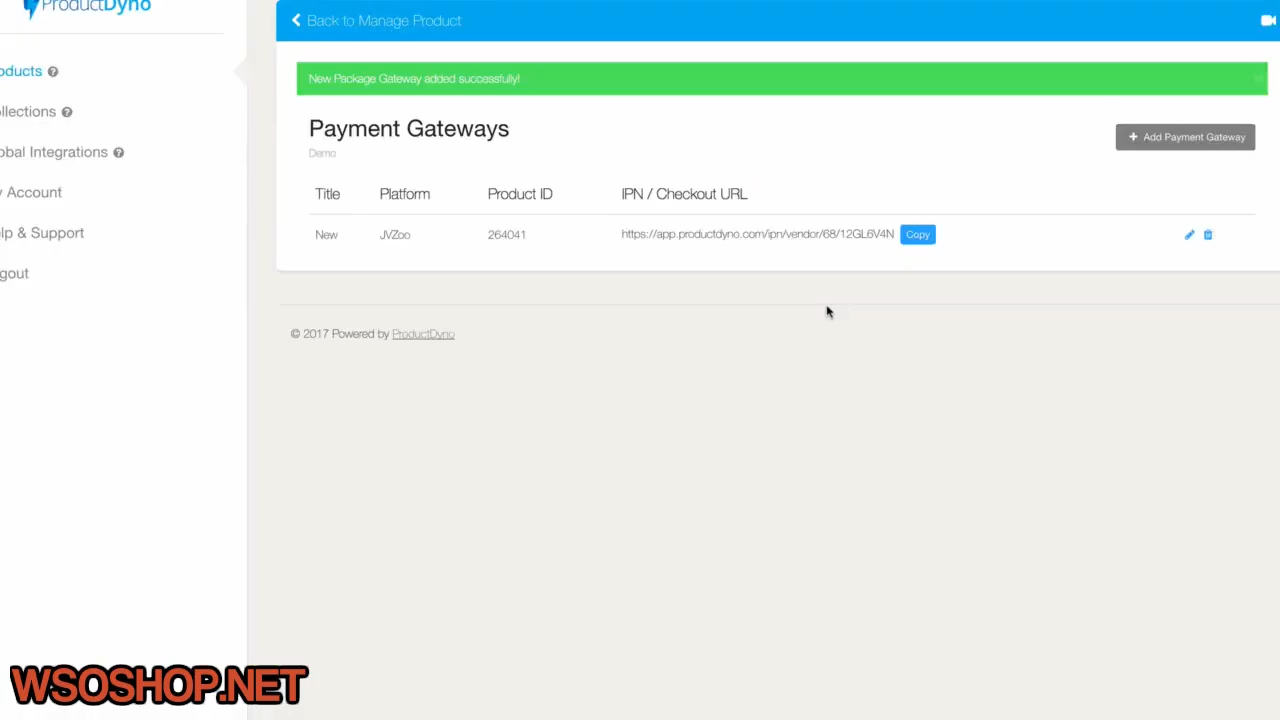 ProductDyno
Back to Manage Product
oducts
New Package Gateway added successfully!
Payment Gateways
Add Payment Gateway
llections
Demo
obal Integrations
Title Platform Product ID IPN / Checkout URL
y Account
lp & Support
New JVZoo 264041 https://app.productdyno.com/ipn/vendor/68/12GL6V4N Copy
gout
© 2017 Powered by ProductDyno
WSOSHOP.NET